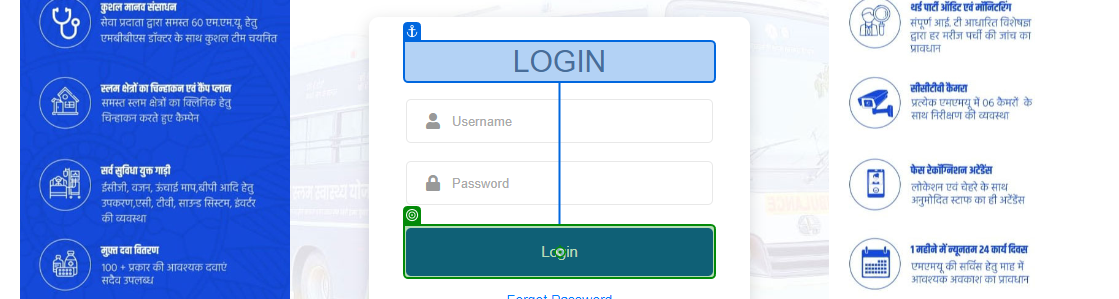 कुशल मानव संसाधन
सेवा प्रदाता द्वारा समस्त 60 एम.एम.यू. हेतु
एमबीबीएस डॉक्टर के साथ कुशल टीम चयनित
स्लम क्षेत्रों का चिन्हाकन एवं कैंप प्लान
समस्त स्लम क्षेत्रों का क्लिनिक हेतु
चिन्हाकन करते हुए कैम्पेन
सर्व सुविधा युक्त गाड़ी
ईसीजी, वजन, ऊंचाई माप,बीपी आदि हेतु
उपकरण,एसी, टीवी, साउन्ड सिस्टम, इंवर्टर
की व्यवस्था
मुफ़्त दवा वितरण
100 + प्रकार की आवश्यक दवाएं
सदैव उपलब्ध
LOGIN
Username
Password
Login
Forgot Password
थर्ड पार्टी ऑडिट एवं मॉनिटरिंग
संपूर्ण आई. टी आधारित विशेषज्ञ
द्वारा हर मरीज पर्ची की जांच का
प्रावधान
सीसीटीवी कैमरा
प्रत्येक एमएमयू में 06 कैमरों के
साथ निरीक्षण की व्यवस्था
फेस रेकॉग्निशन अटेंडेंस
लोकेशन एवं चेहरे के साथ
अनुमोदित स्टाफ का ही अटेंडेंस
1 महीने में न्यूनतम 24 कार्य दिवस
एमएमयू की सर्विस हेतु माह में
आवश्यक अवकाश का प्रावधान